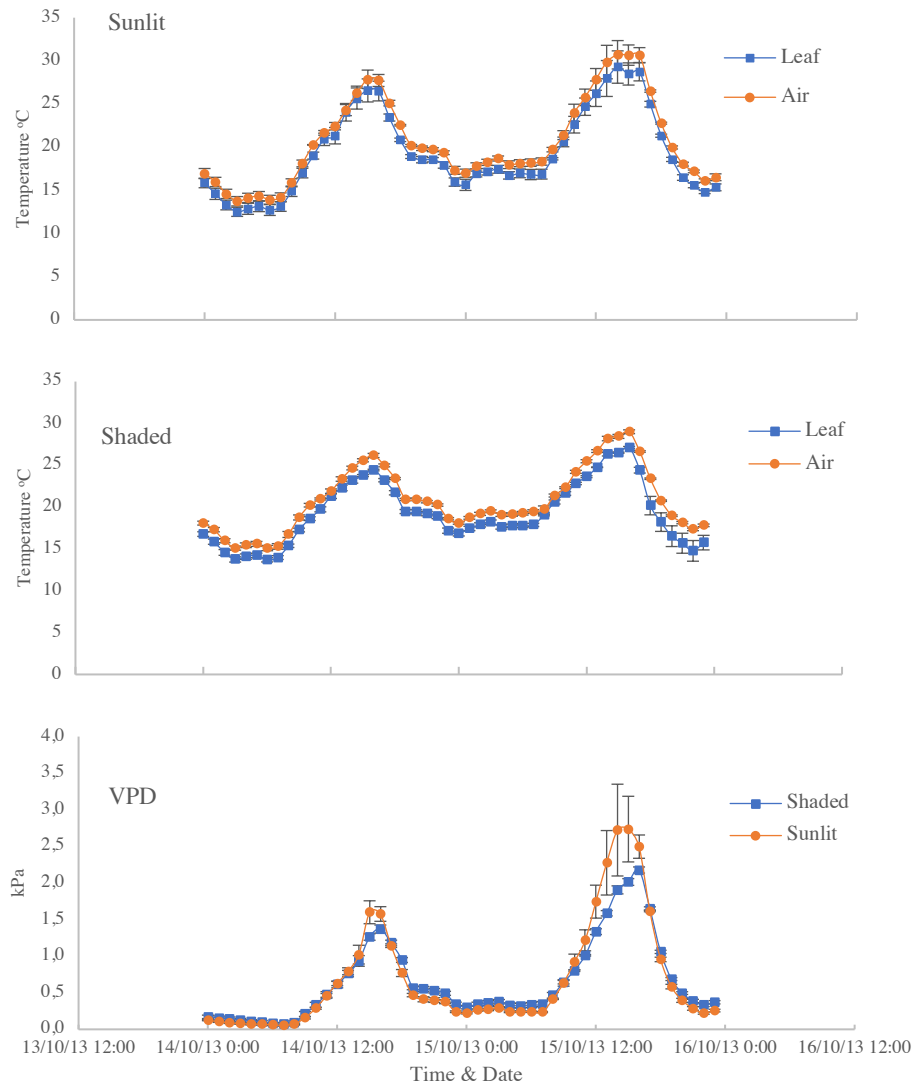 Sunlit
35
30
25
20
15
10
5
0
Temperature ºC
Leaf
Air
Shaded
35
30
25
20
15
10
5
0
Temperature ºC
Leaf
Air
VPD
4,0
3,5
3,0
2,5
2,0
1,5
1,0
0,5
0,0
kPa
Shaded
Sunlit
13/10/13 12:00 14/10/13 0:00 14/10/13 12:00 15/10/13 0:00 15/10/13 12:00 16/10/13 0:00 16/10/13 12:00
Time & Date